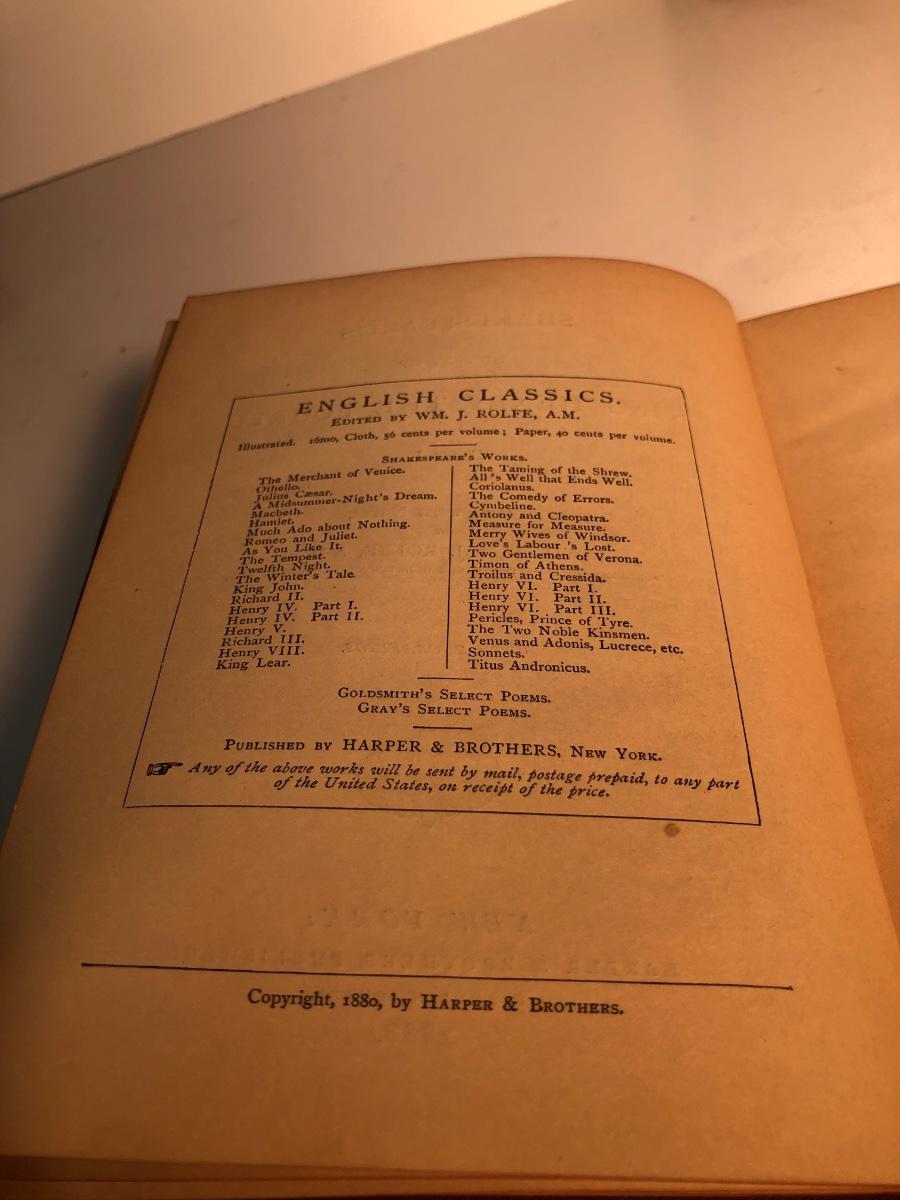 ENGLISH CLASSICS.
EDITED BY WM. J. ROLFE, A.M.
Illustrated. 16mo, Cloth, 56 cents per volume; Paper, 40 cents per volume.
SHAKESPEARE'S WORKS.
The Merchant of Venice.
Othello.
Julius Cæsar.
A Midsummer-Night's Dream.
Macbeth.
Hamlet.
Much Ado about Nothing.
Romeo and Juliet.
As You Like It.
The Tempest.
Twelfth Night.
The Winter's Tale.
King John.
Richard II.
Henry IV. Part I.
Henry IV. Part II.
Henry V.
Richard III.
Henry VIII.
King Lear.
The Taming of the Shrew.
All 's Well that Ends Well.
Coriolanus.
The Comedy of Errors.
Cymbeline.
Antony and Cleopatra.
Measure for Measure.
Merry Wives of Windsor.
Love's Labour 's Lost.
Two Gentlemen of Verona.
Timon of Athens.
Troilus and Cressida.
Henry VI. Part I.
Henry VI. Part II.
Henry VI. Part III.
Pericles, Prince of Tyre.
The Two Noble Kinsmen.
Venus and Adonis, Lucrece, etc.
Sonnets.
Titus Andronicus.
GOLDSMITH'S SELECT POEMS.
GRAY'S SELECT POEMS.
PUBLISHED BY HARPER & BROTHERS, NEW YORK.
☞ Any of the above works will be sent by mail, postage prepaid, to any part
of the United States, on receipt of the price.
Copyright, 1880, by HARPER & BROTHERS.